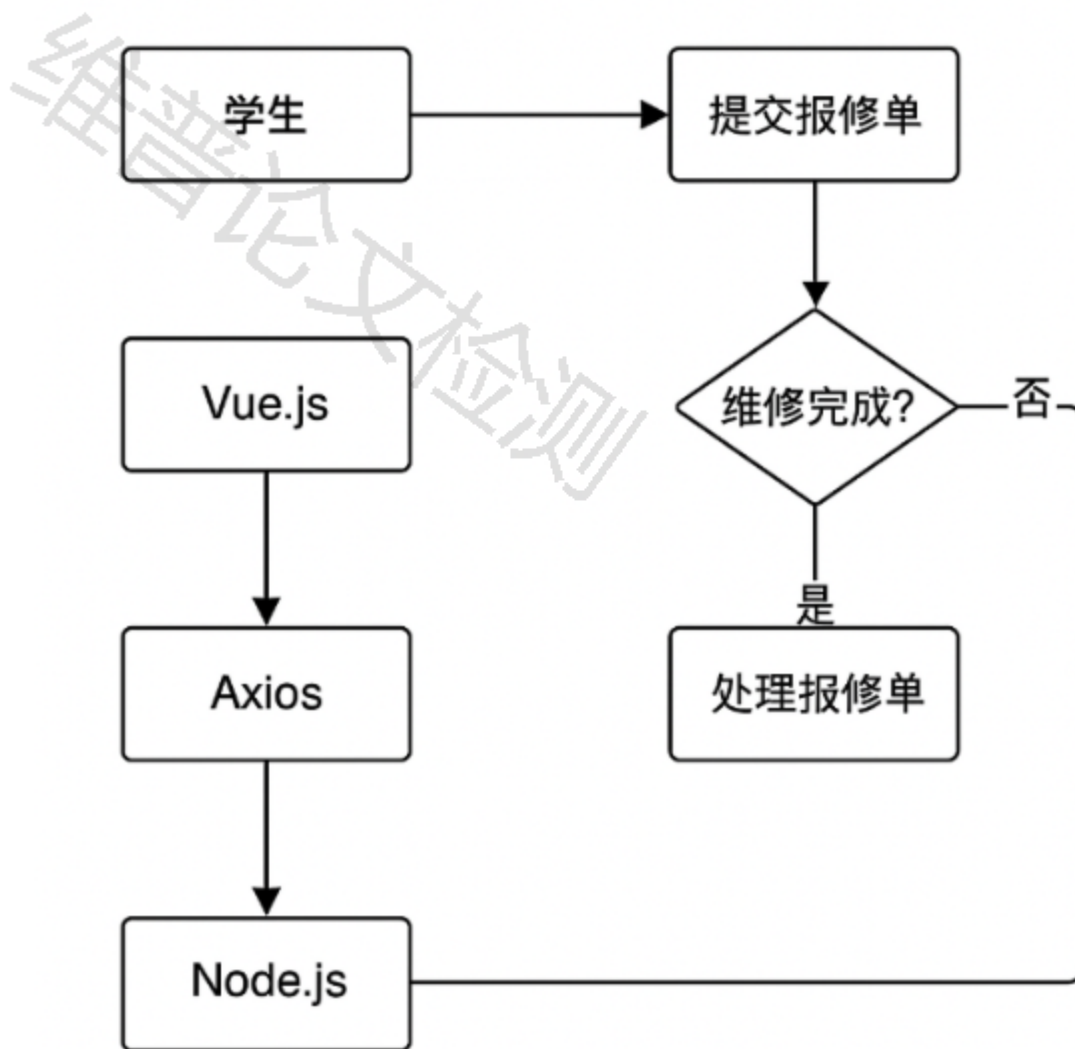 学生
提交报修单
Vue.js
维修完成?
否
是
Axios
处理报修单
Node.js
维普论文检测